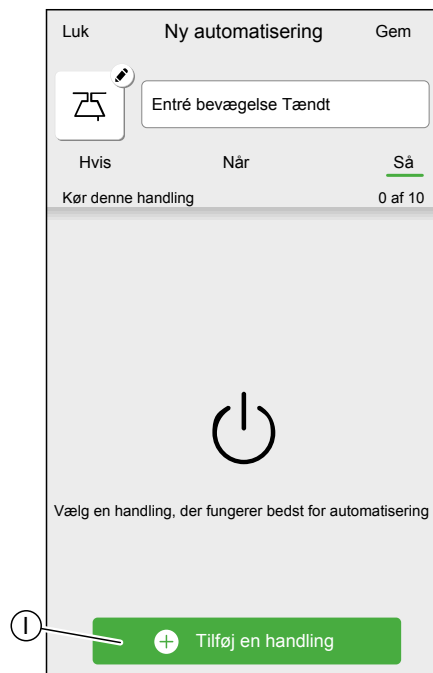 Luk Ny automatisering Gem
Entré bevægelse Tændt
Hvis Når Så
Kør denne handling 0 af 10
Vælg en handling, der fungerer bedst for automatisering
I Tilføj en handling